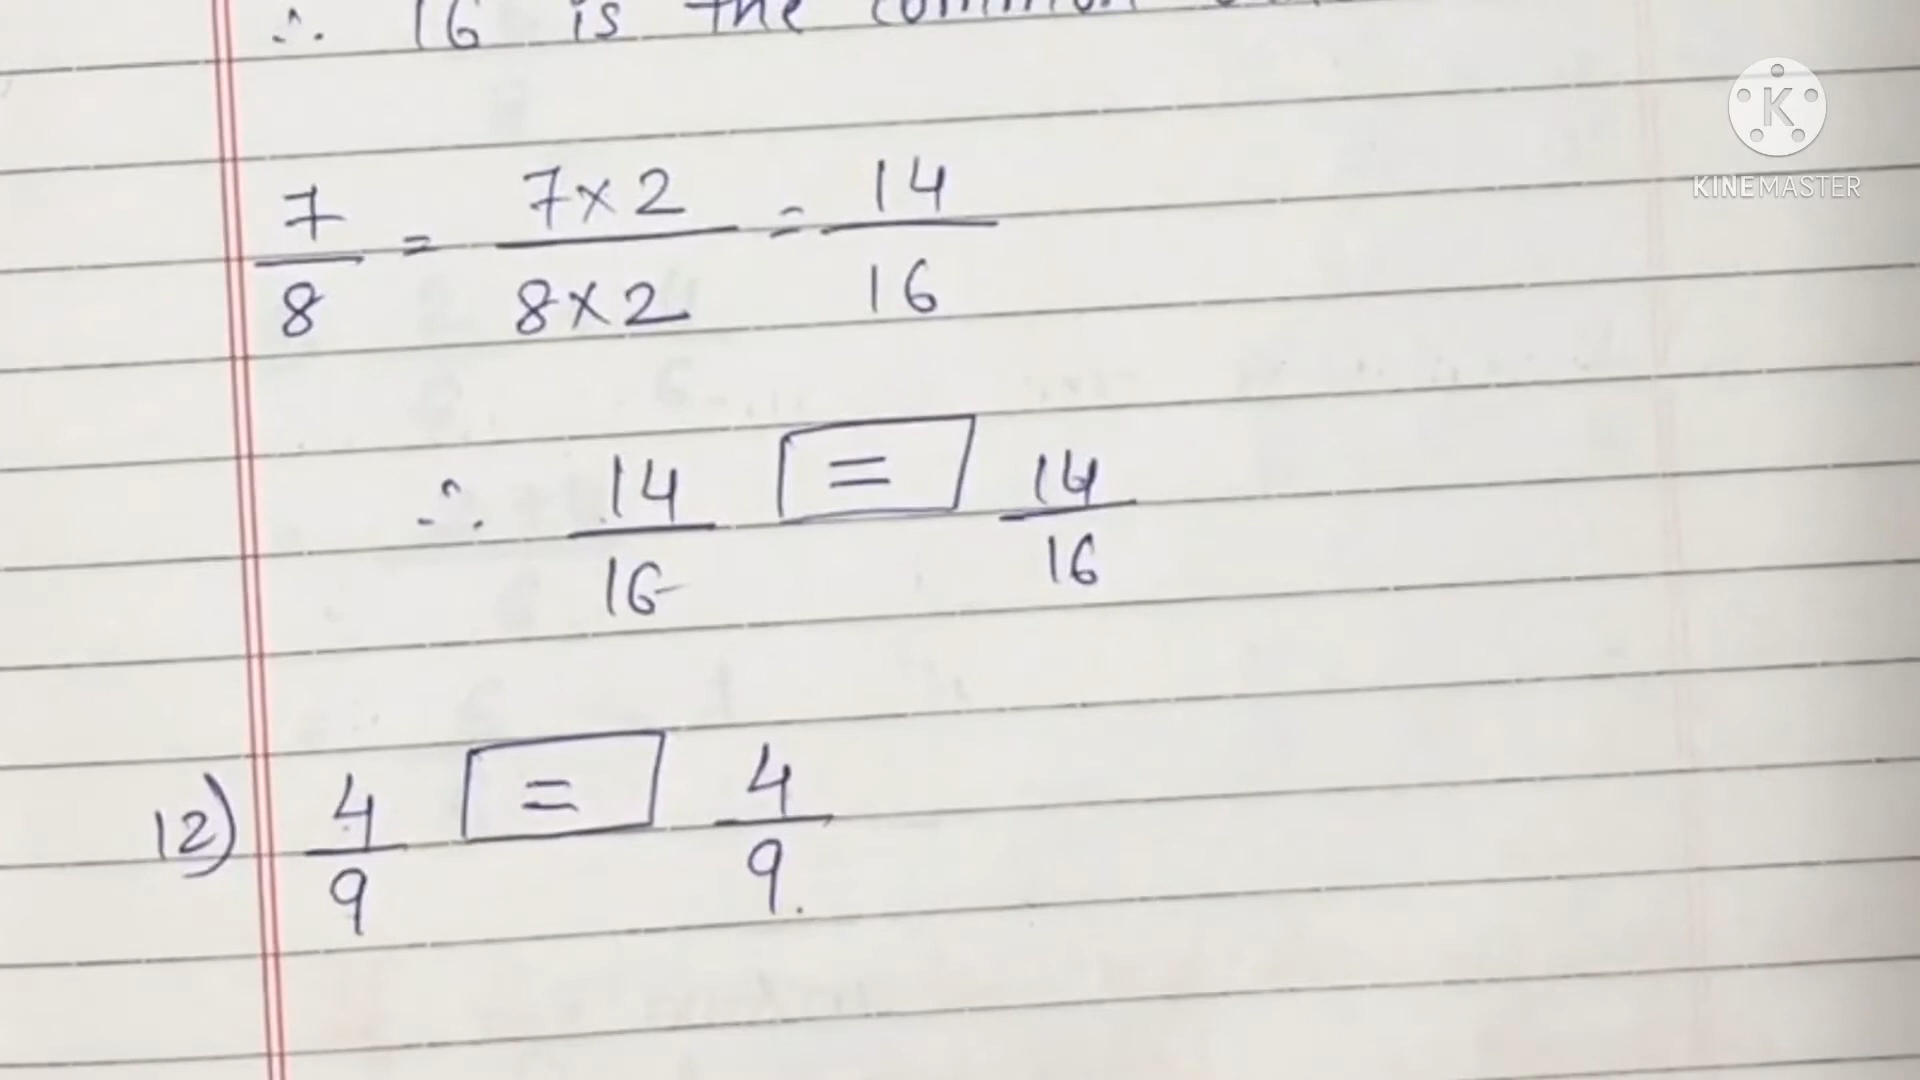 ∴ 16 is the common
KINEMASTER
7/8 = 7×2/8×2 = 14/16
∴ 14/16 = 14/16
12) 4/9 = 4/9.